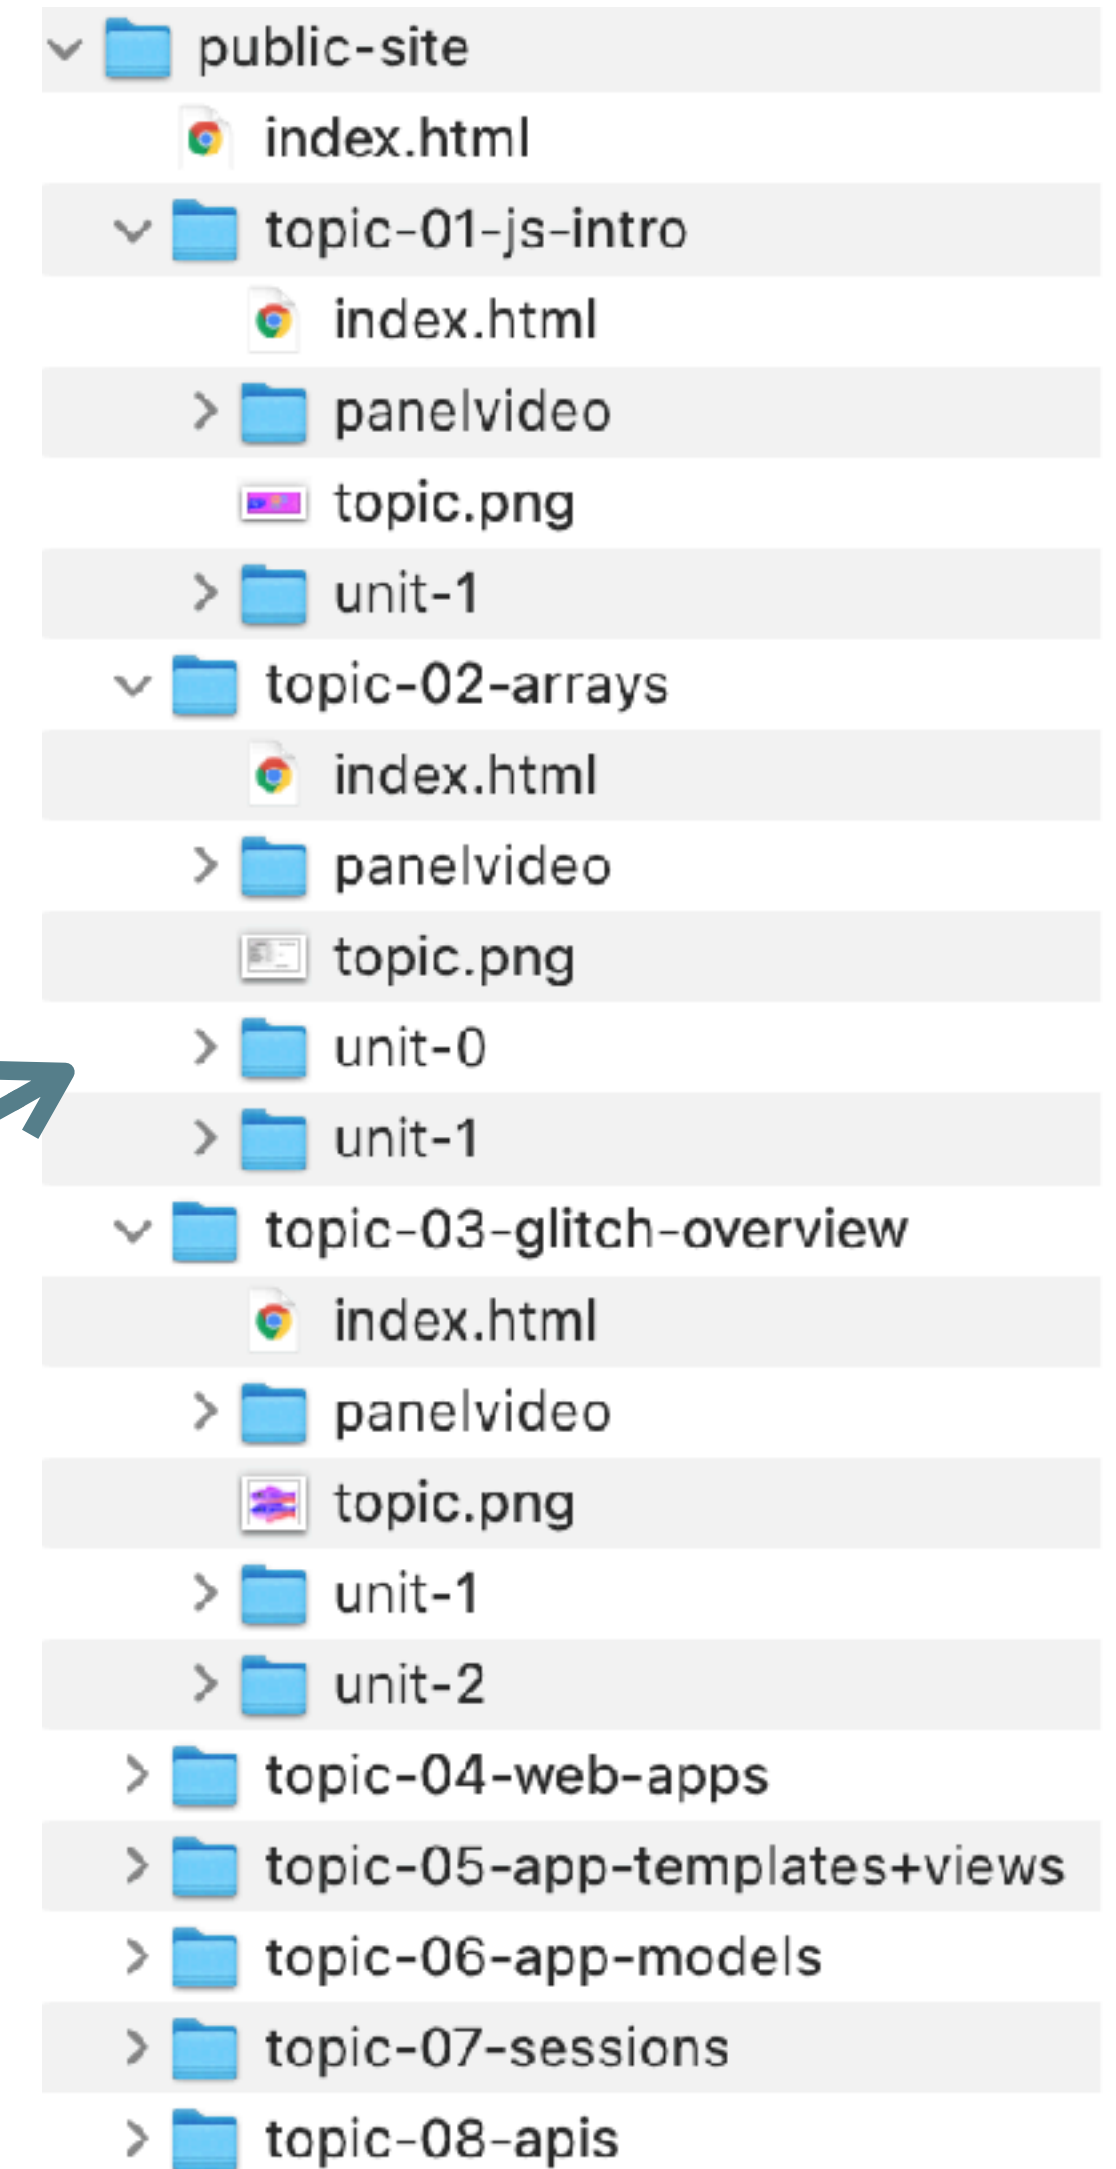 public-site
index.html
topic-01-js-intro
index.html
panelvideo
topic.png
unit-1
topic-02-arrays
index.html
panelvideo
topic.png
unit-0
unit-1
topic-03-glitch-overview
index.html
panelvideo
topic.png
unit-1
unit-2
topic-04-web-apps
topic-05-app-templates+views
topic-06-app-models
topic-07-sessions
topic-08-apis